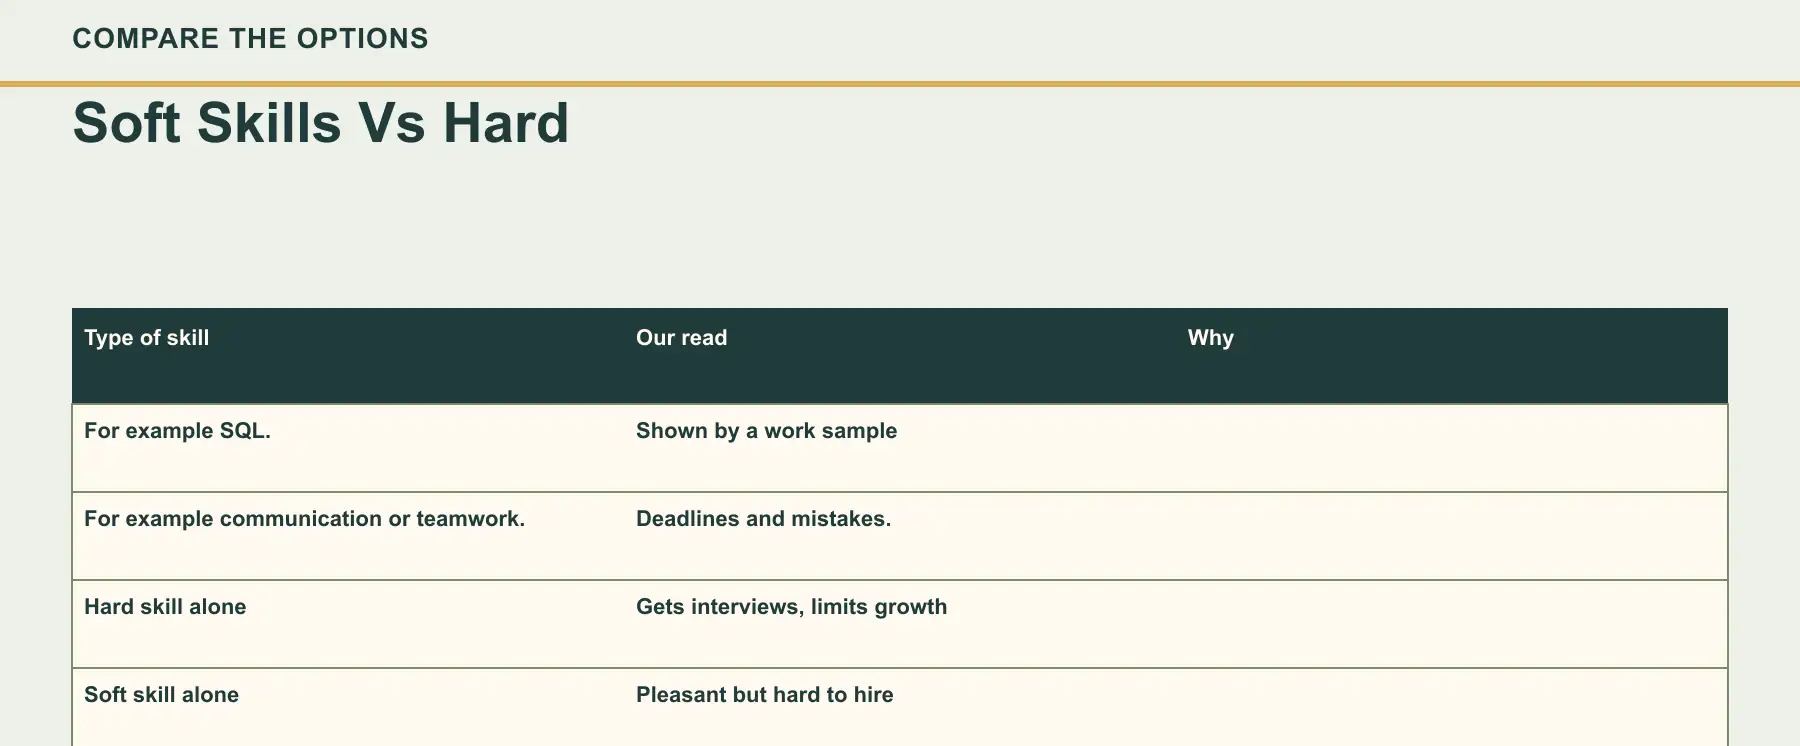 COMPARE THE OPTIONS
Soft Skills Vs Hard
Type of skill Our read Why
For example SQL. Shown by a work sample
For example communication or teamwork. Deadlines and mistakes.
Hard skill alone Gets interviews, limits growth
Soft skill alone Pleasant but hard to hire